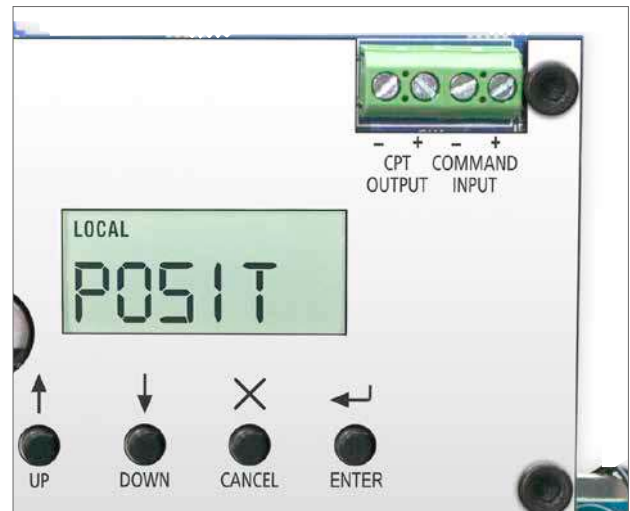 - + - +
CPT COMMAND
OUTPUT INPUT
LOCAL
POSIT
UP DOWN CANCEL ENTER